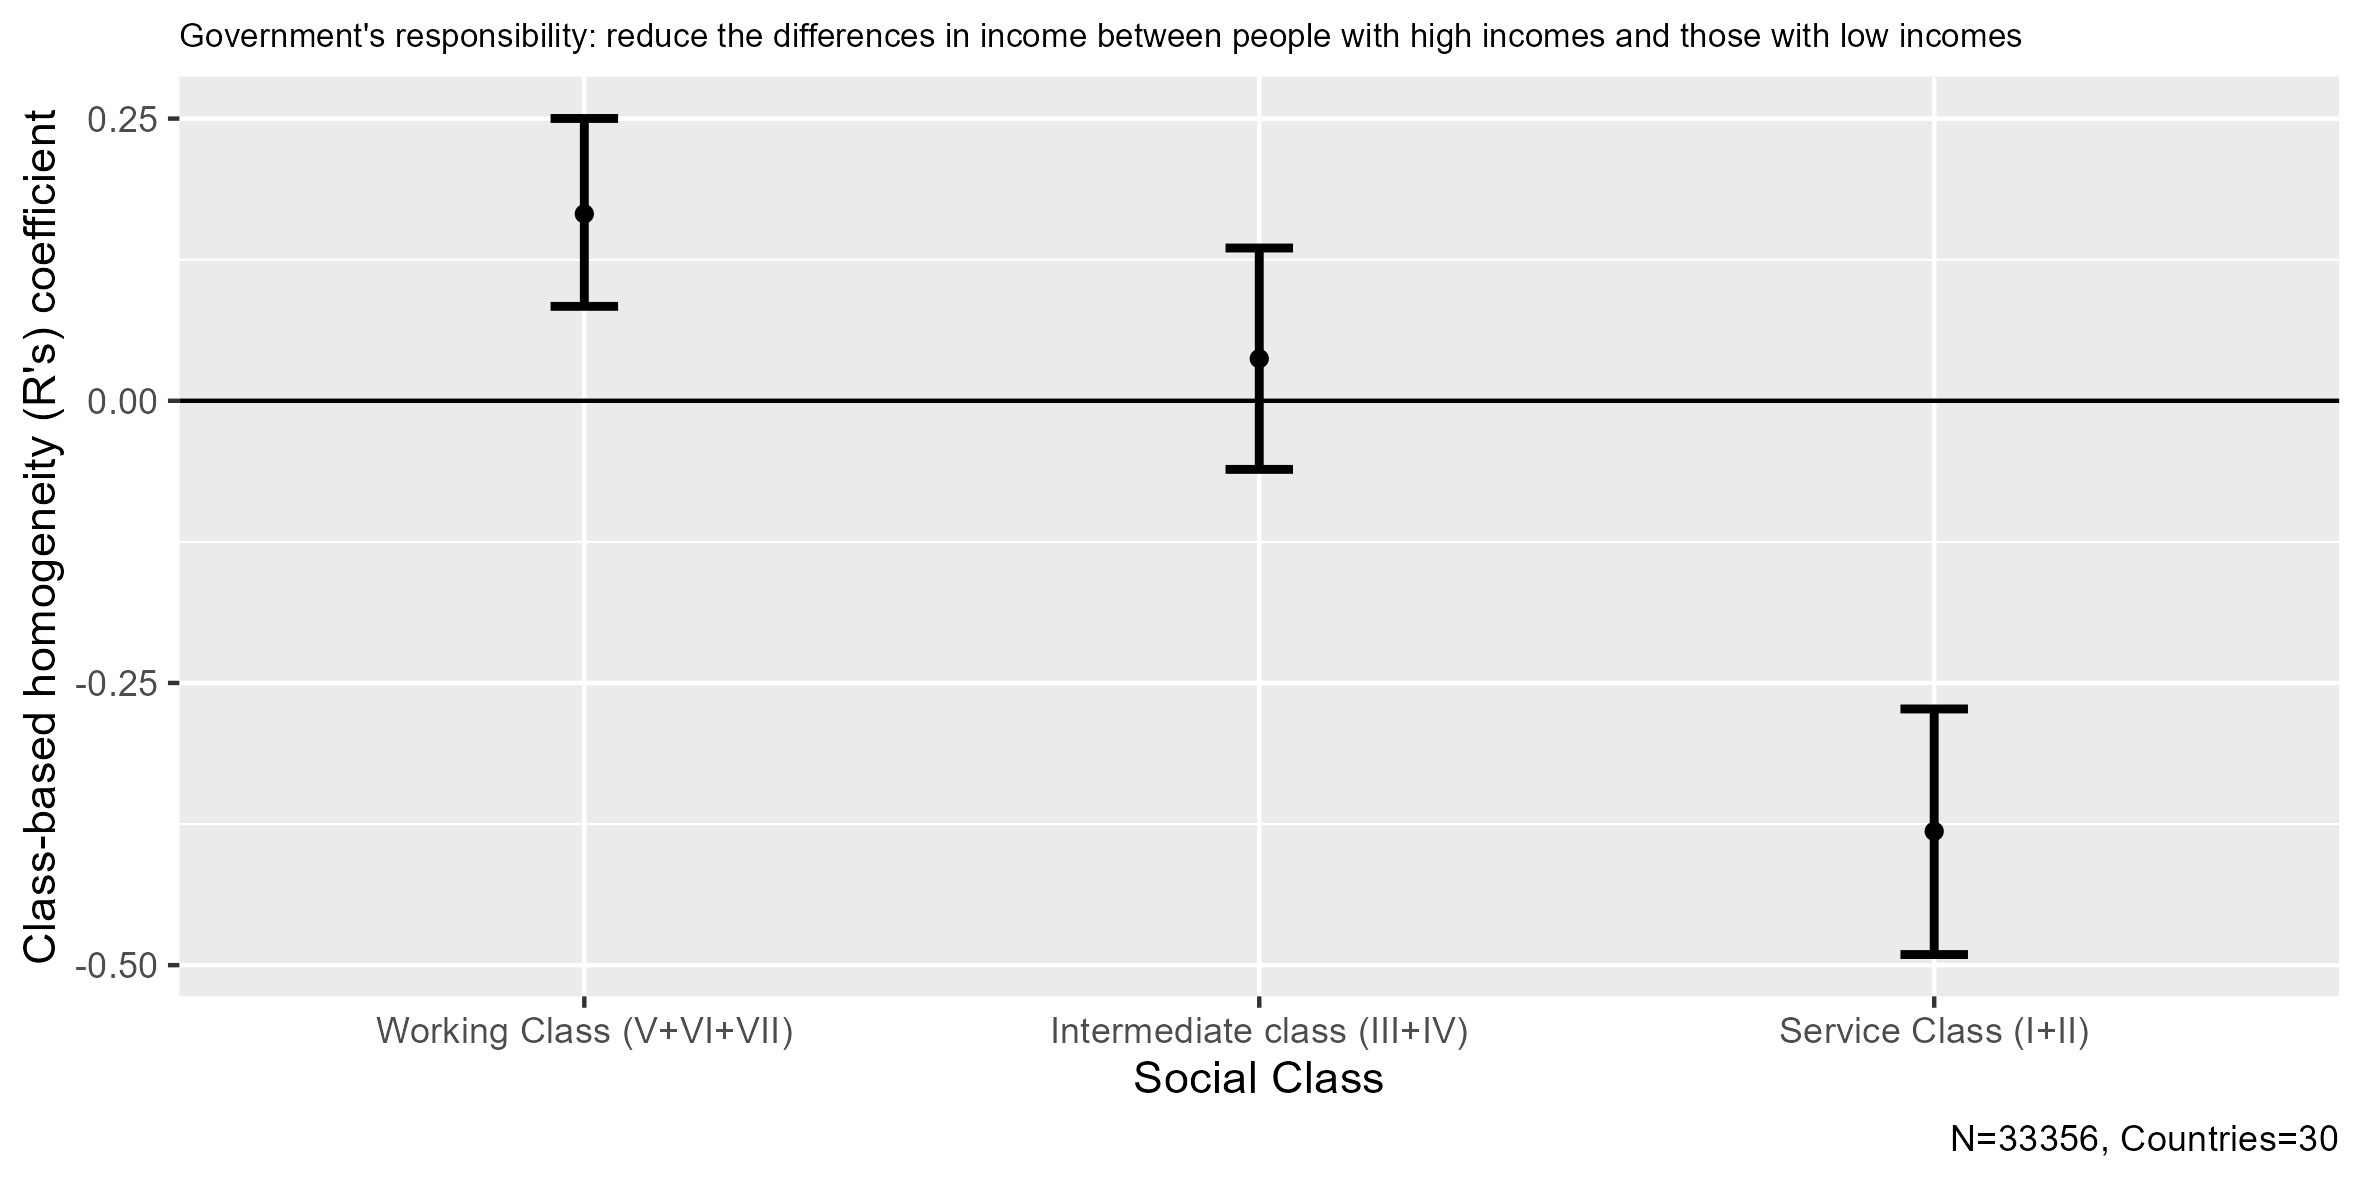 Government's responsibility: reduce the differences in income between people with high incomes and those with low incomes
Class-based homogeneity (R's) coefficient
0.25
0.00
-0.25
-0.50
Working Class (V+VI+VII)
Intermediate class (III+IV)
Service Class (I+II)
Social Class
N=33356, Countries=30